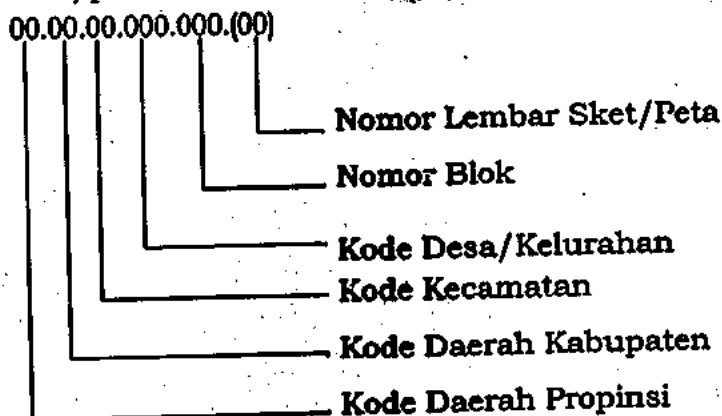 00.00.00.000.000.(00)
Nomor Lembar Sket/Peta
Nomor Blok
Kode Desa/Kelurahan
Kode Kecamatan
Kode Daerah Kabupaten
Kode Daerah Propinsi